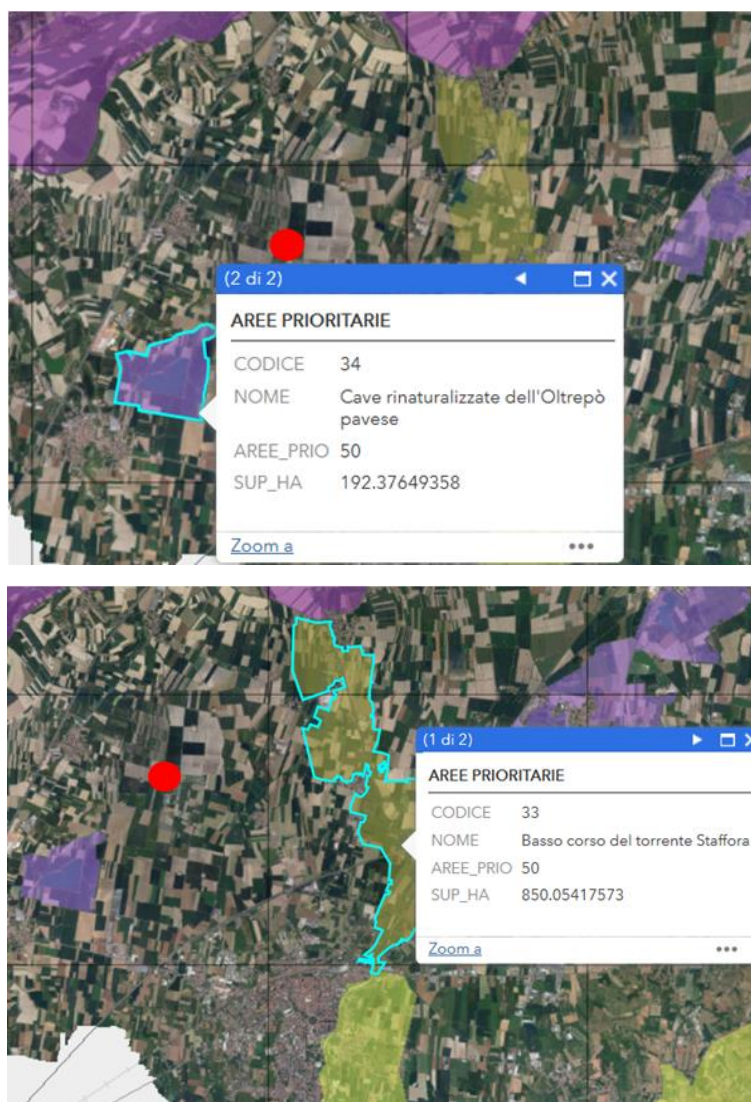 (2 di 2)
AREE PRIORITARIE
CODICE 34
NOME Cave rinaturalizzate dell'Oltrepò
pavese
AREE_PRIO 50
SUP_HA 192.37649358
Zoom a
(1 di 2)
AREE PRIORITARIE
CODICE 33
NOME Basso corso del torrente Staffora
AREE_PRIO 50
SUP_HA 850.05417573
Zoom a